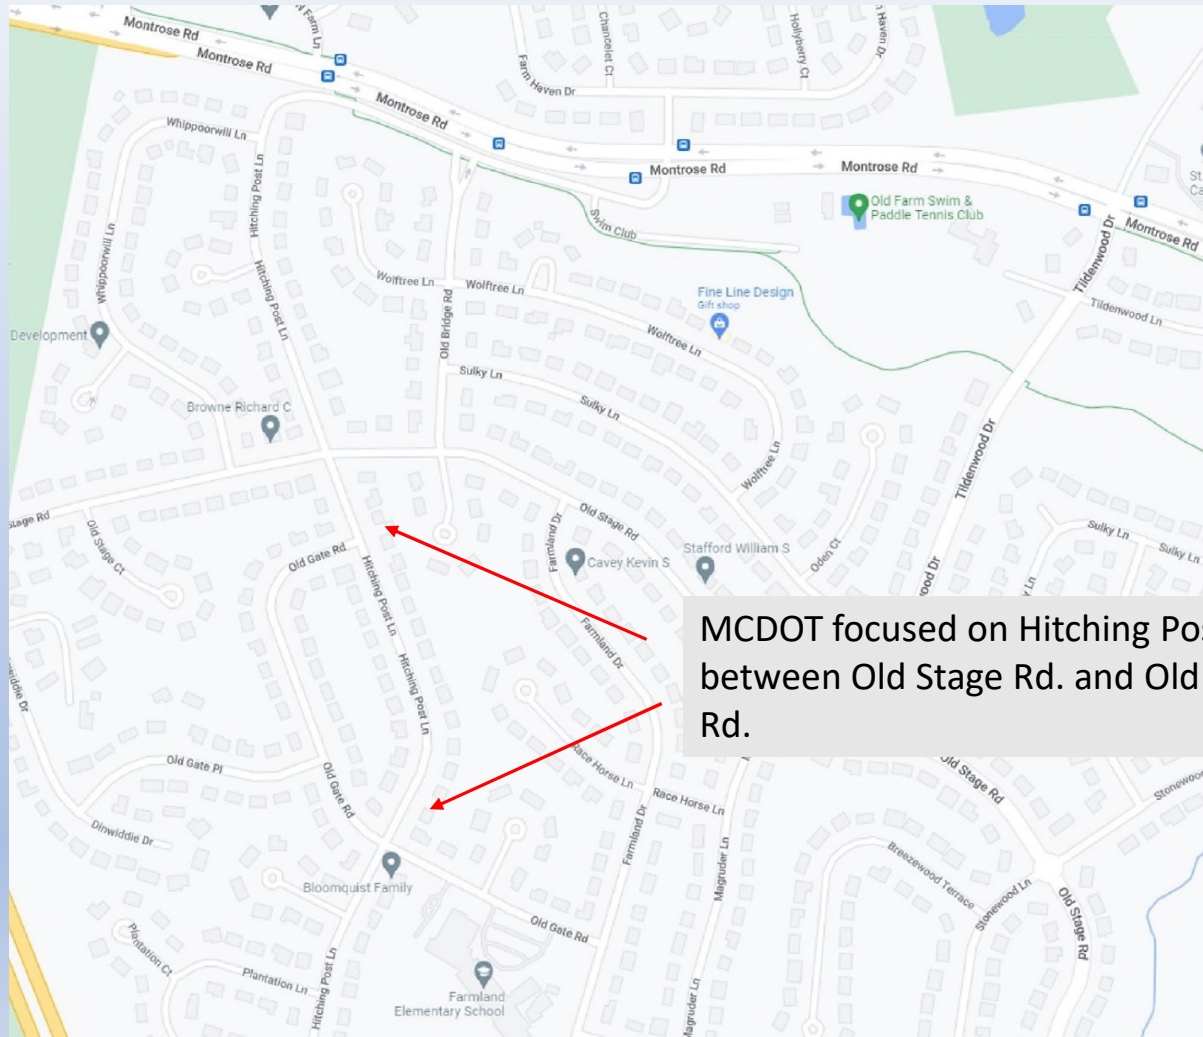 Montrose Rd
Montrose Rd
Farm Ln
Chancelet Ct
Hollyberry Ct
Haven Dr
Farm Haven Dr
Montrose Rd
Whippoorwill Ln
Montrose Rd
Montrose Rd
Hitching Post Ln
Old Farm Swim &
Paddle Tennis Club
Swim Club
Montrose Rd
Tildenwood Dr
Whippoorwill Ln
Hitching Post Ln
Wolftree Ln
Wolftree Ln
Fine Line Design
Gift shop
Tildenwood Ln
Development
Old Bridge Rd
Wolftree Ln
Sulky Ln
Browne Richard C
Sulky Ln
Wolftree Ln
Tildenwood Dr
Stage Rd
Old Stage Ct
Old Gate Rd
Farmland Dr
Old Stage Rd
Cavey Kevin S
Stafford William S
Oden Ct
Sulky Ln
Sulky Ln
Hitching Post Ln
Farmland Dr
MCDOT focused on Hitching Pos
between Old Stage Rd. and Old
Rd.
Hitching Post Ln
Old Gate Pl
Old Gate Rd
Race Horse Ln
Race Horse Ln
Old Stage Rd
Stonewoo
Dinwiddie Dr
Farmland Dr
Magruder Ln
Breezewood Terrace
Stonewood Ln
Old Stage Rd
Bloomquist Family
Old Gate Rd
Plantation Ct
Plantation Ln
Hitching Post Ln
Farmland
Elementary School
Magruder Ln